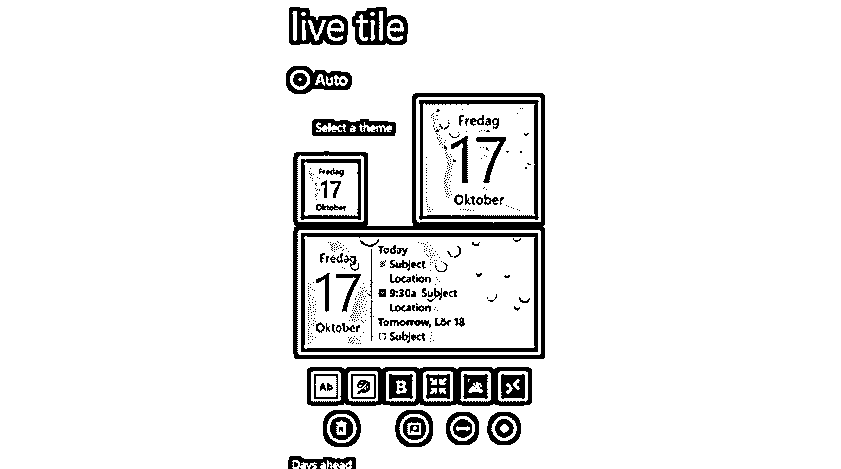 live tile
Auto
Select a theme
Fredag
17
Oktober
Fredag
17
Oktober
Fredag
17
Oktober
Today
Subject
Location
9:30a Subject
Location
Tomorrow, Lör 18
Subject
Ab
B
Days ahead